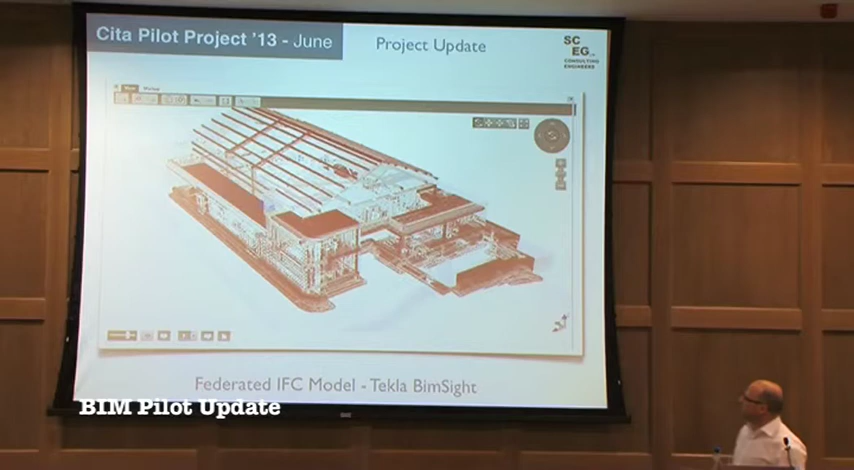 Cita Pilot Project '13 - June
Project Update
SC
EG
CONSULTING
ENGINEERS
Federated IFC Model - Tekla BimSight
BIM Pilot Update